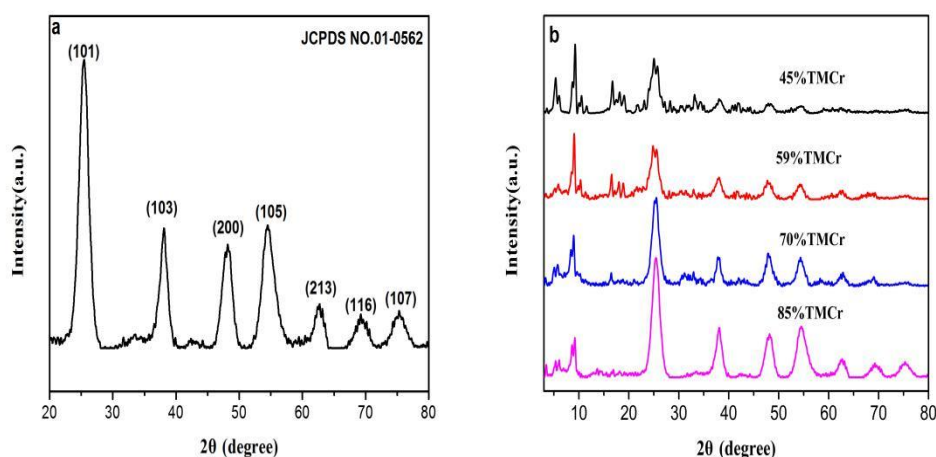 a
JCPDS NO.01-0562
(101)
(103)
(200)
(105)
(213)
(116)
(107)
Intensity(a.u.)
20 30 40 50 60 70 80
2θ (degree)
b
45%TMCr
59%TMCr
70%TMCr
85%TMCr
Intensity(a.u.)
10 20 30 40 50 60 70 80
2θ (degree)